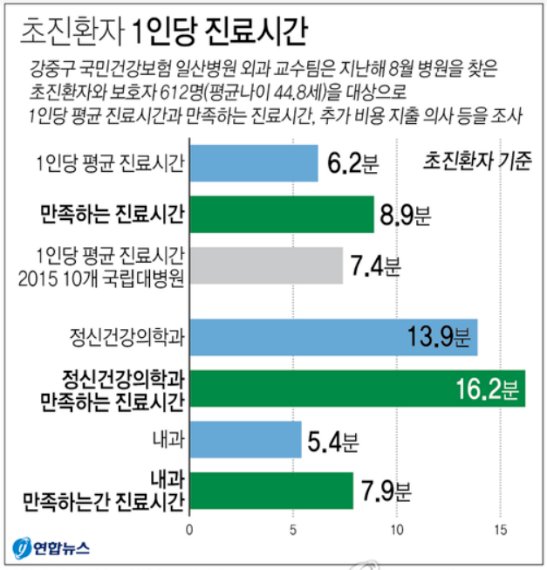 초진환자 1인당 진료시간
강중구 국민건강보험 일산병원 외과 교수팀은 지난해 8월 병원을 찾은
초진환자와 보호자 612명(평균나이 44.8세)을 대상으로
1인당 평균 진료시간과 만족하는 진료시간, 추가 비용 지출 의사 등을 조사
초진환자 기준
1인당 평균 진료시간 6.2분
만족하는 진료시간 8.9분
1인당 평균 진료시간
2015 10개 국립대병원 7.4분
정신건강의학과 13.9분
정신건강의학과
만족하는 진료시간 16.2분
내과 5.4분
내과
만족하는간 진료시간 7.9분
0 5 10 15
연합뉴스